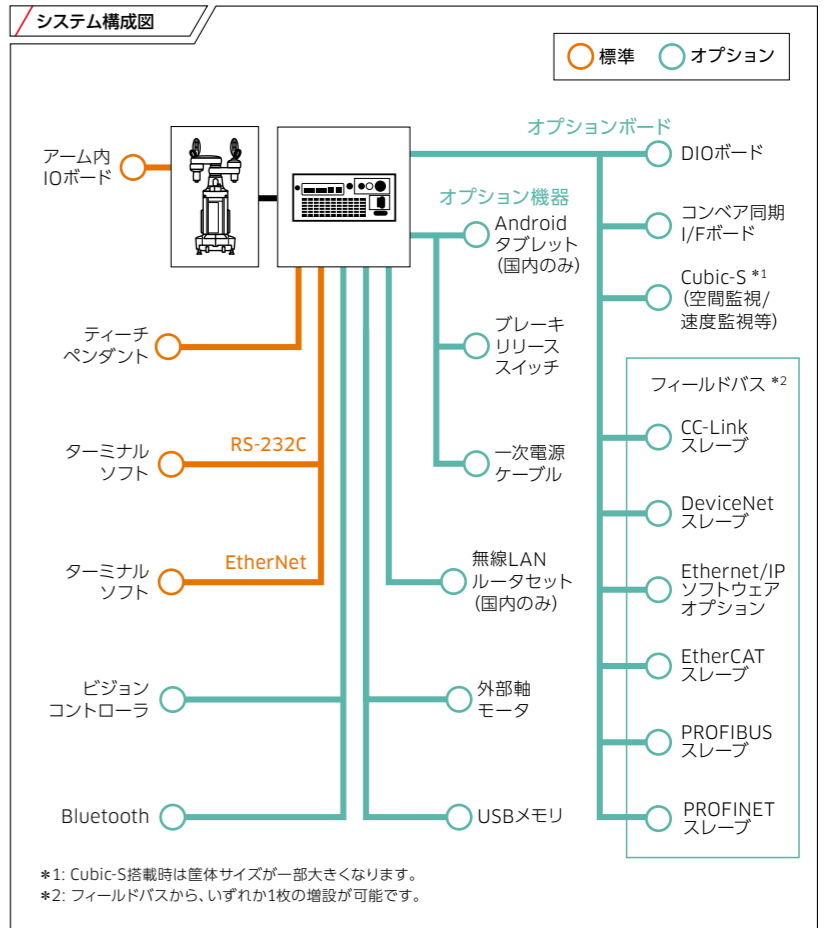 システム構成図
標準
オプション
オプションボード
アーム内
IOボード
DIOボード
オプション機器
Android
タブレット
(国内のみ)
コンベア同期
I/Fボード
Cubic-S *1
(空間監視/
速度監視等)
ティーチ
ペンダント
ブレーキ
リリース
スイッチ
フィールドバス *2
CC-Link
スレーブ
ターミナル
ソフト
RS-232C
一次電源
ケーブル
DeviceNet
スレーブ
ターミナル
ソフト
EtherNet
無線LAN
ルータセット
(国内のみ)
Ethernet/IP
ソフトウェア
オプション
EtherCAT
スレーブ
ビジョン
コントローラ
外部軸
モータ
PROFIBUS
スレーブ
Bluetooth
USBメモリ
PROFINET
スレーブ
*1: Cubic-S搭載時は筐体サイズが一部大きくなります。
*2: フィールドバスから、いずれか1枚の増設が可能です。